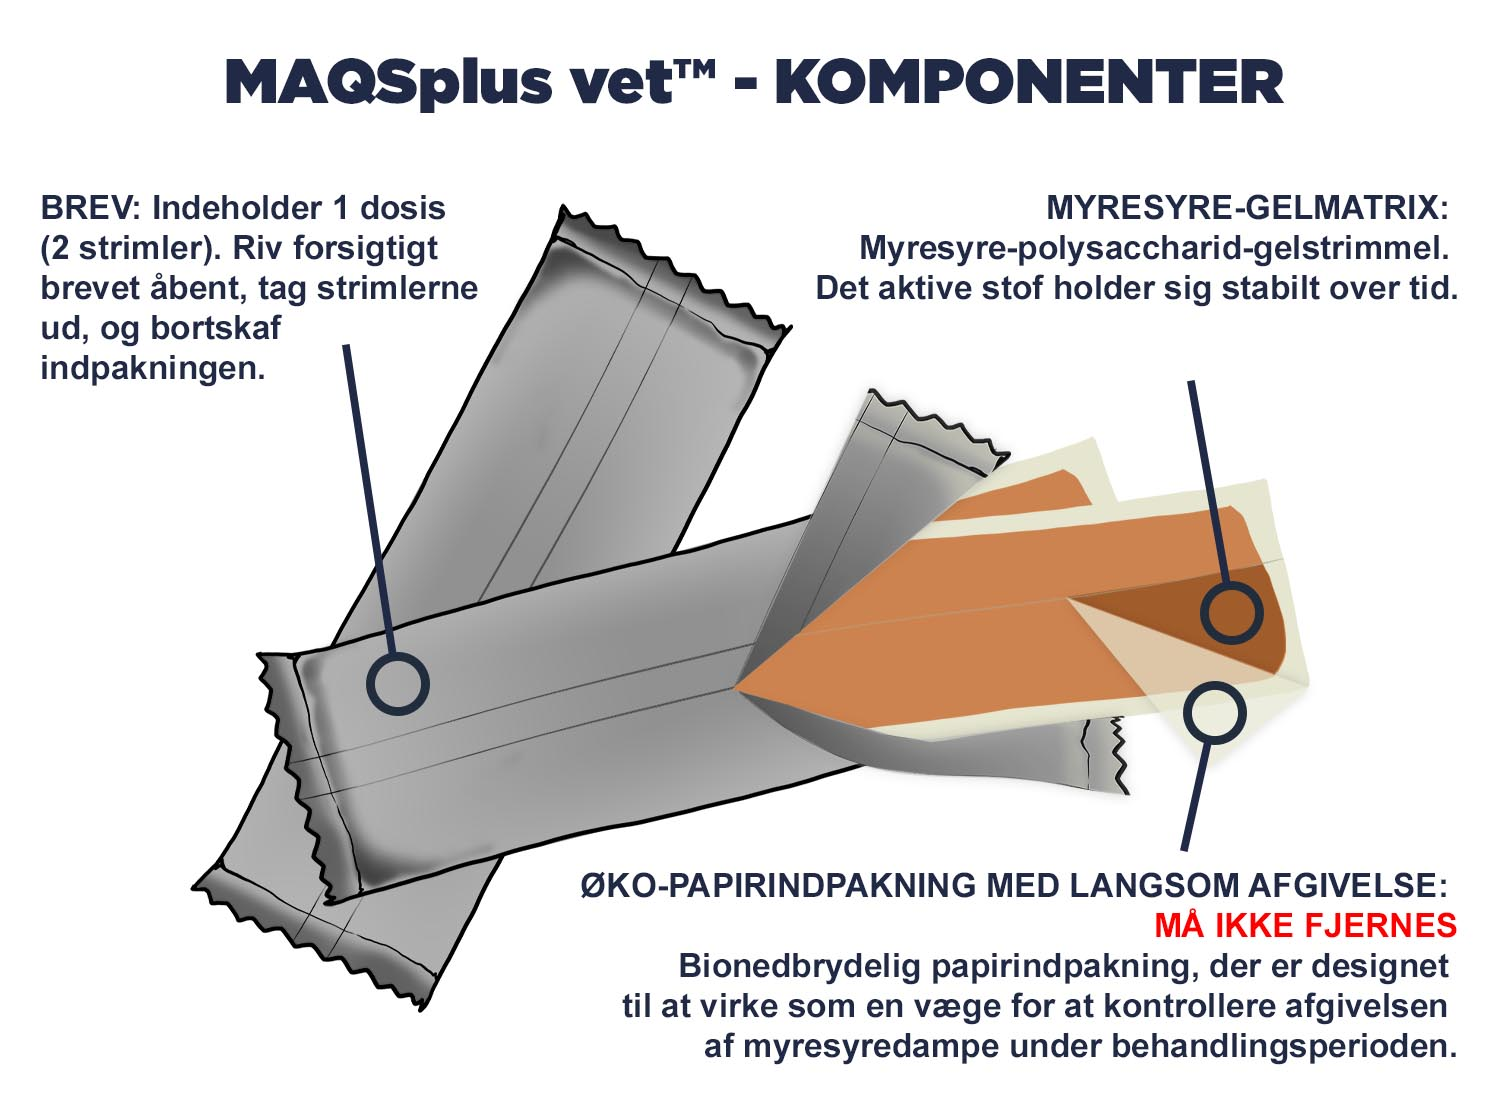 MAQSplus vet™ - KOMPONENTER
BREV: Indeholder 1 dosis
(2 strimler). Riv forsigtigt
brevet åbent, tag strimlerne
ud, og bortskaf
indpakningen.
MYRESYRE-GELMATRIX:
Myresyre-polysaccharid-gelstrimmel.
Det aktive stof holder sig stabilt over tid.
ØKO-PAPIRINDPAKNING MED LANGSOM AFGIVELSE:
MÅ IKKE FJERNES
Bionedbrydelig papirindpakning, der er designet
til at virke som en væge for at kontrollere afgivelsen
af myresyredampe under behandlingsperioden.